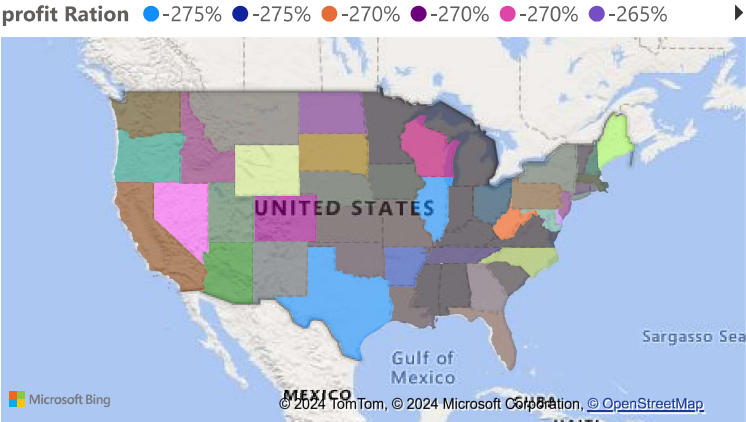 profit Ration -275% -275% -270% -270% -270% -265%
UNITED STATES
Sargasso Sea
Gulf of
Mexico
Microsoft Bing
MEXICO
CUBA
© 2024 TomTom, © 2024 Microsoft Corporation, © OpenStreetMap